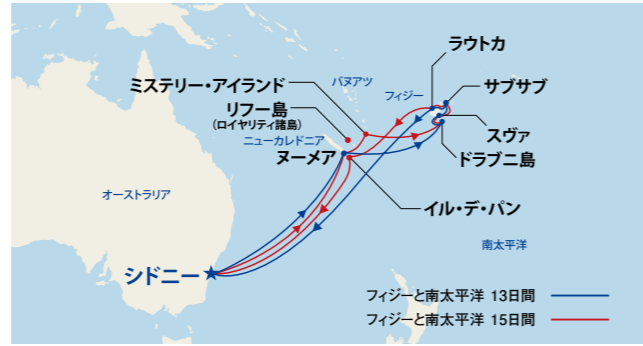 ラウトカ
ミステリー・アイランド
バヌアツ
サブサブ
フィジー
リフー島
(ロイヤリティ諸島)
スヴァ
ニューカレドニア
ヌーメア
ドラブニ島
オーストラリア
イル・デ・パン
南太平洋
シドニー
フィジーと南太平洋 13日間
フィジーと南太平洋 15日間